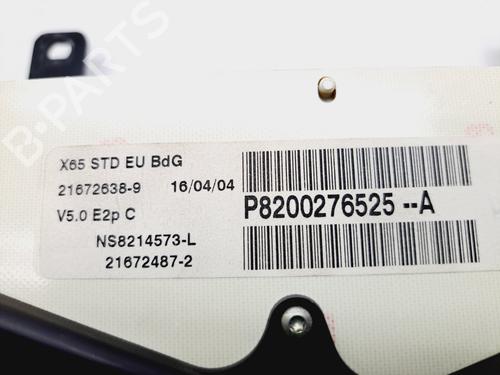 B-PARTS
X65 STD EU BdG
21672638-9 16/04/04
V5.0 E2p C
P8200276525 --A
NS8214573-L
21672487-2